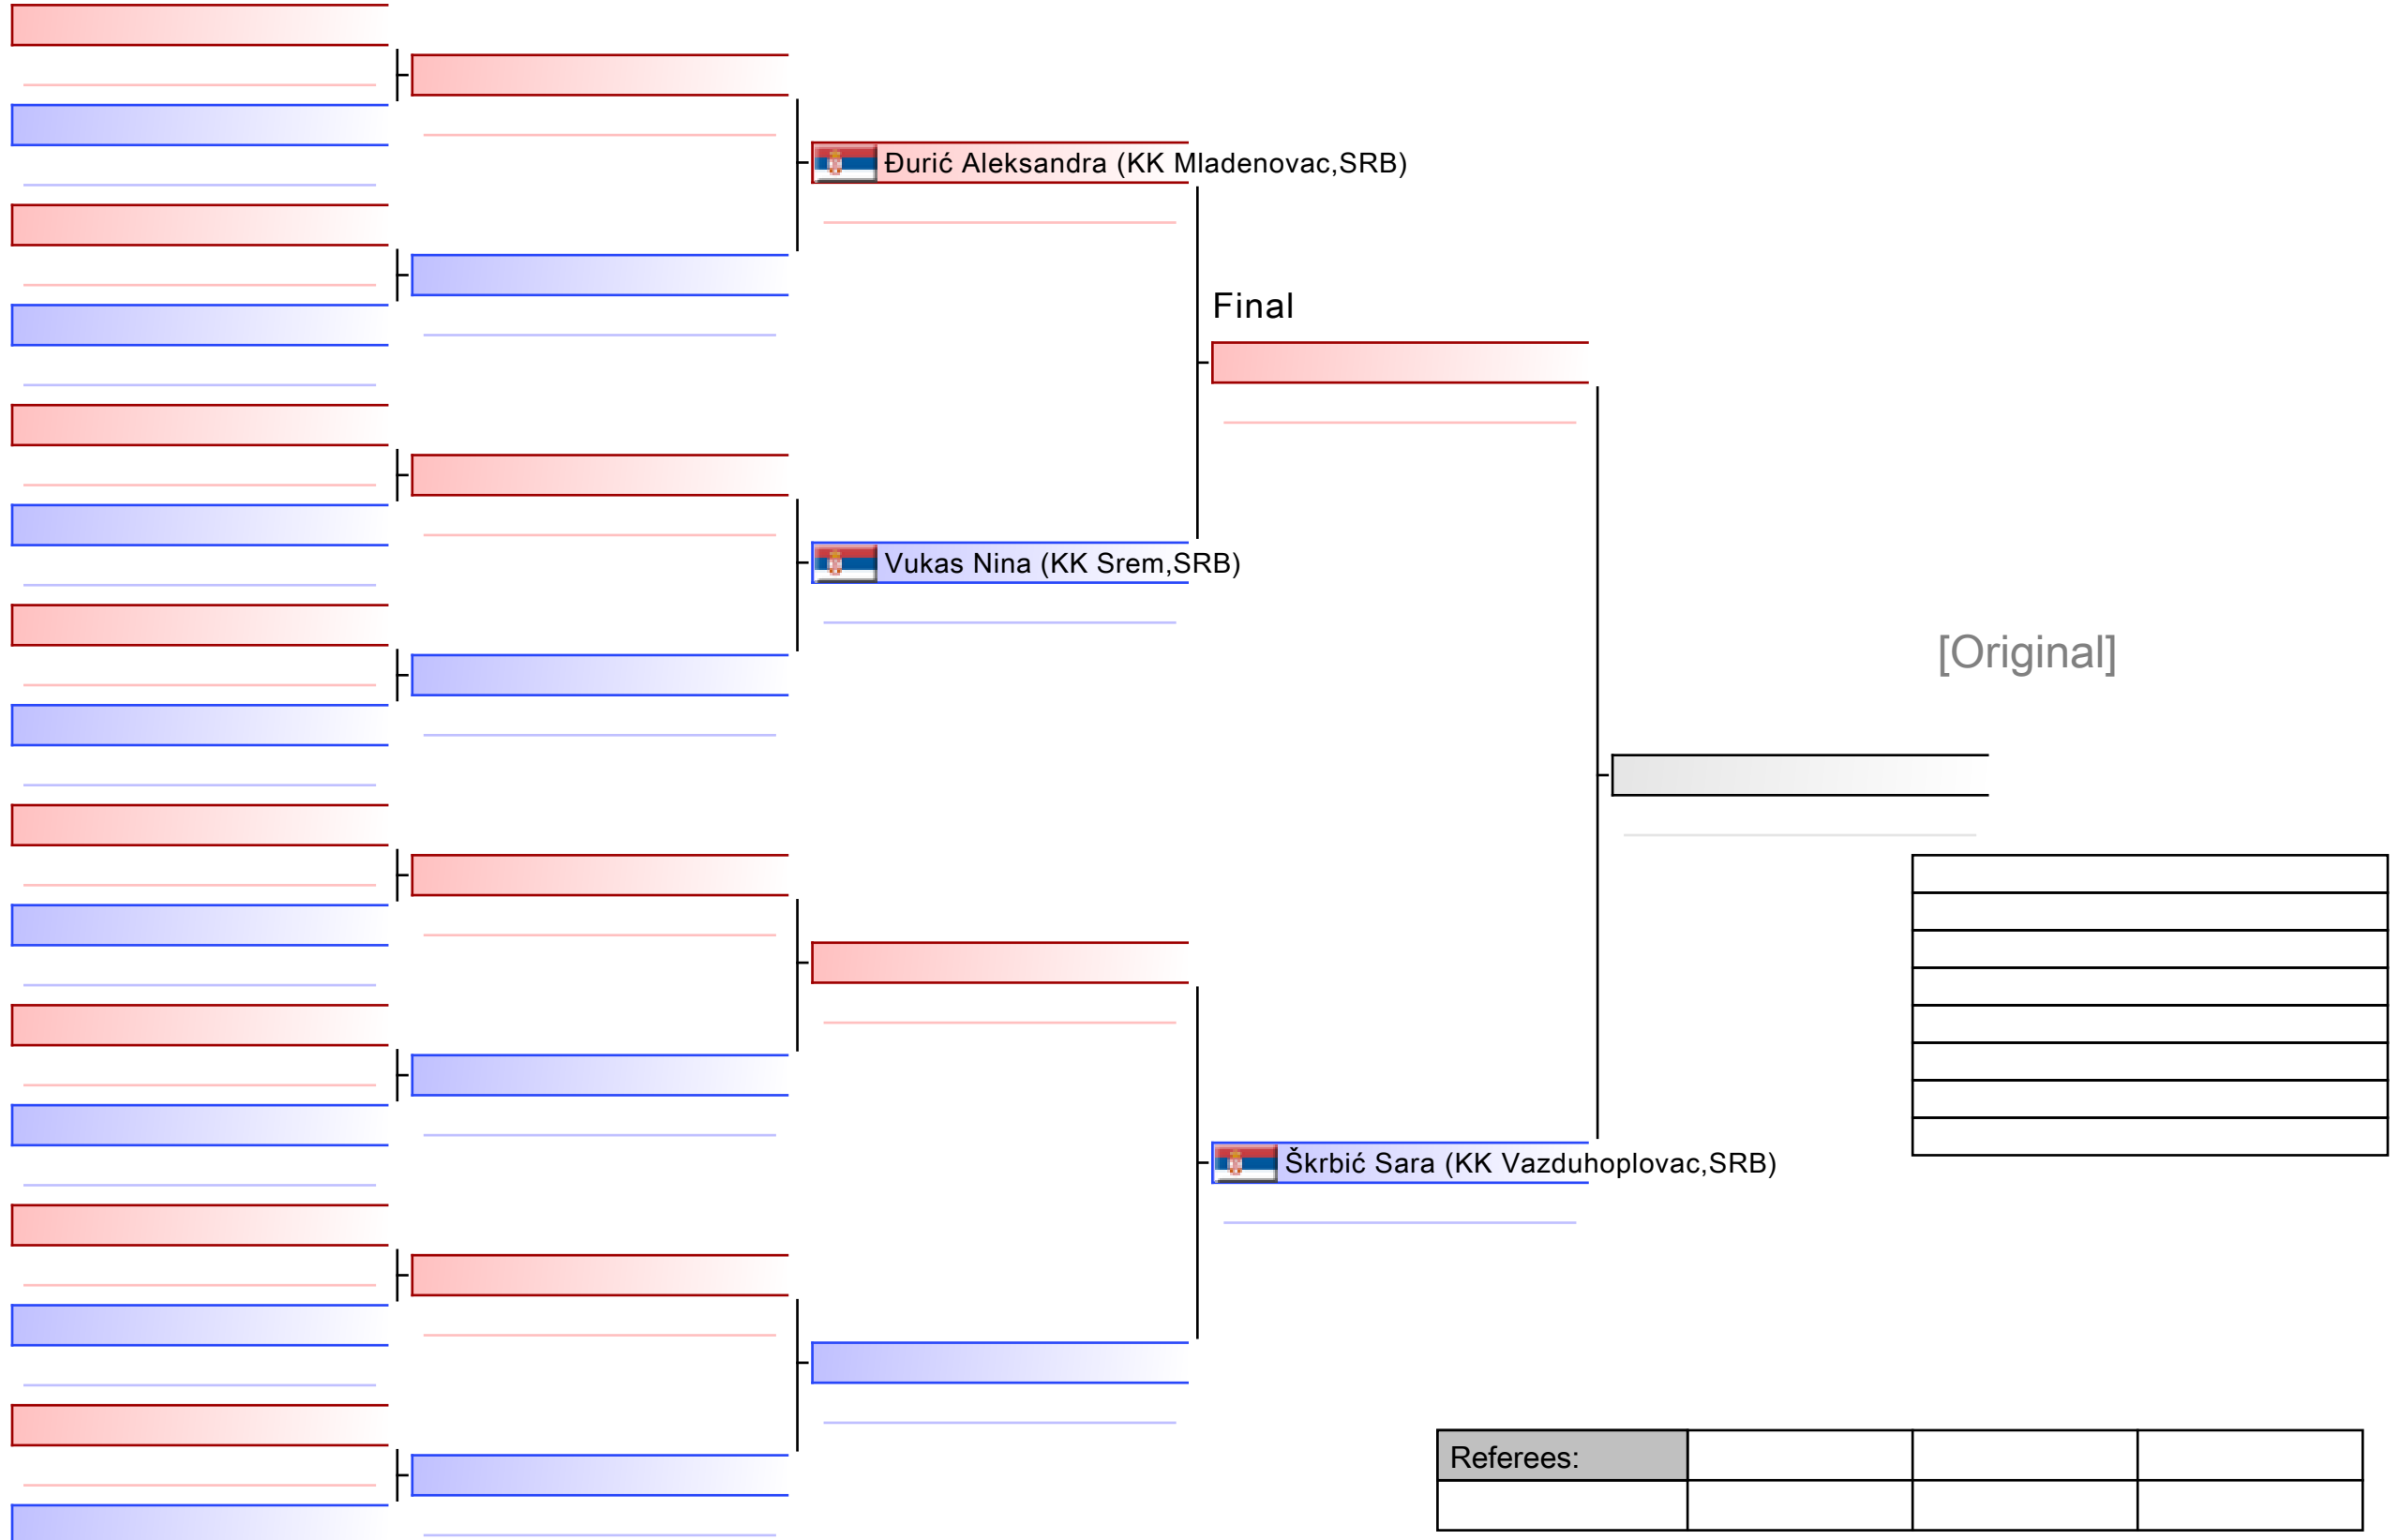 Đurić Aleksandra (KK Mladenovac,SRB)
Final
Vukas Nina (KK Srem,SRB)
[Original]
Škrbić Sara (KK Vazduhoplovac,SRB)
Referees: